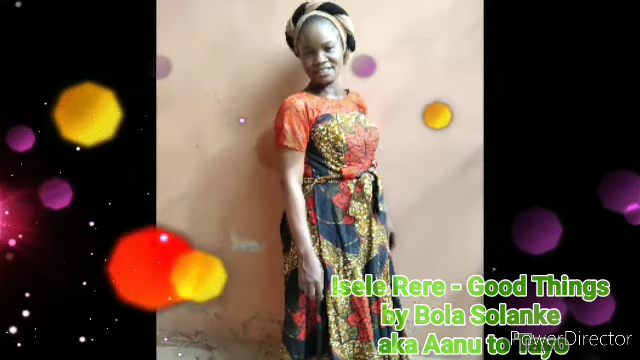 Isele Rere - Good Things
by Bola Solanke
aka Aanu to Tayo
PowerDirector